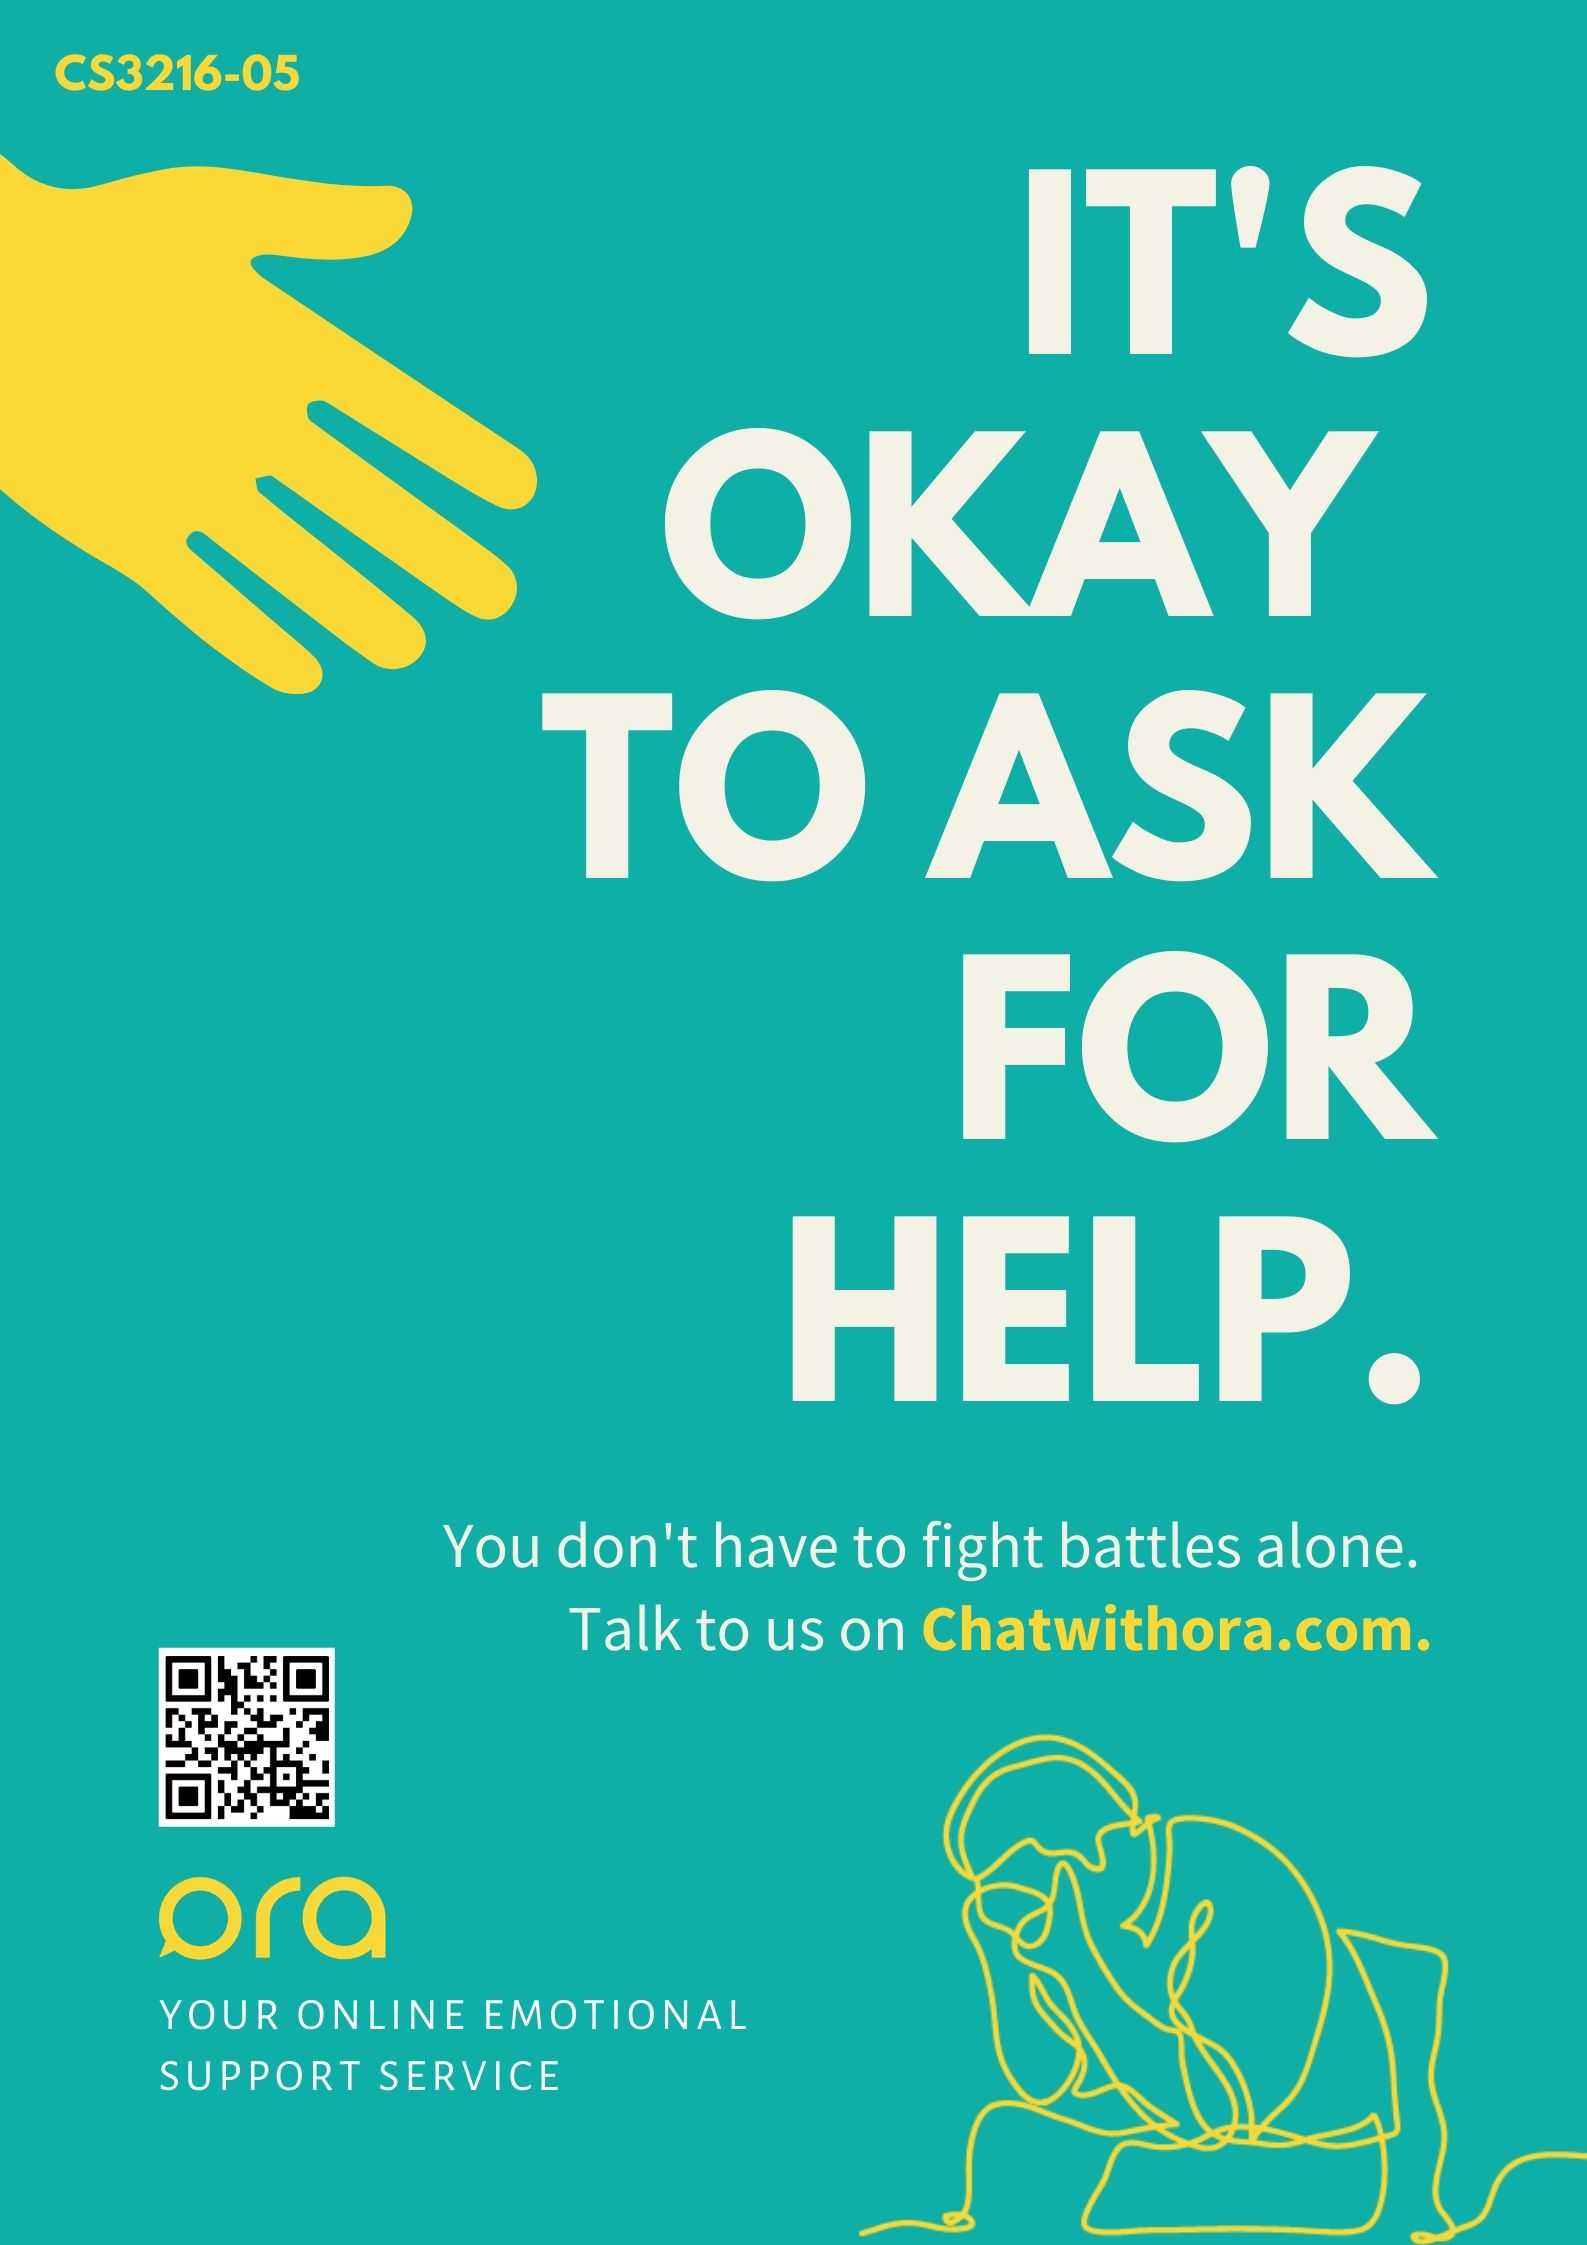 CS3216-05
IT'S
OKAY
TO ASK
FOR
HELP.
You don't have to fight battles alone.
Talk to us on Chatwithora.com.
ora
YOUR ONLINE EMOTIONAL
SUPPORT SERVICE